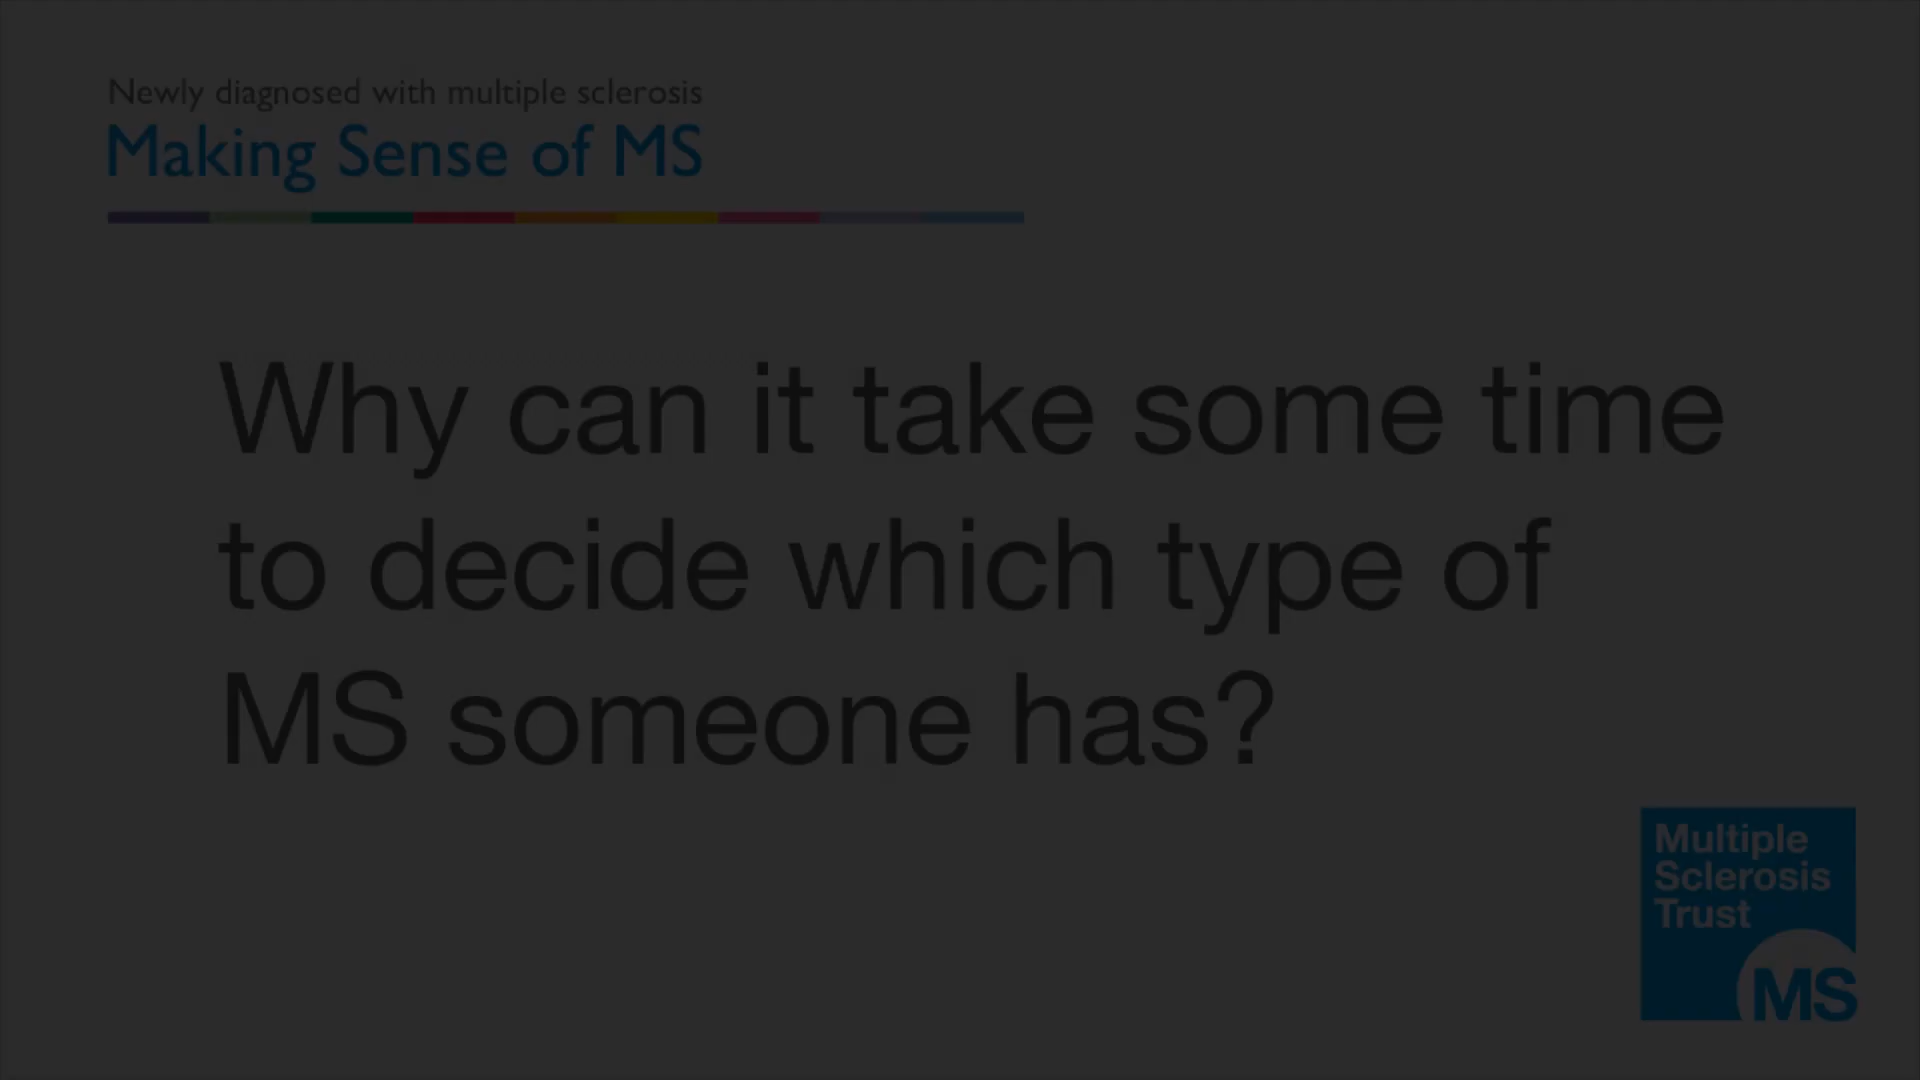 Newly diagnosed with multiple sclerosis
Making Sense of MS
Why can it take some time
to decide which type of
MS someone has?
Multiple
Sclerosis
Trust
MS